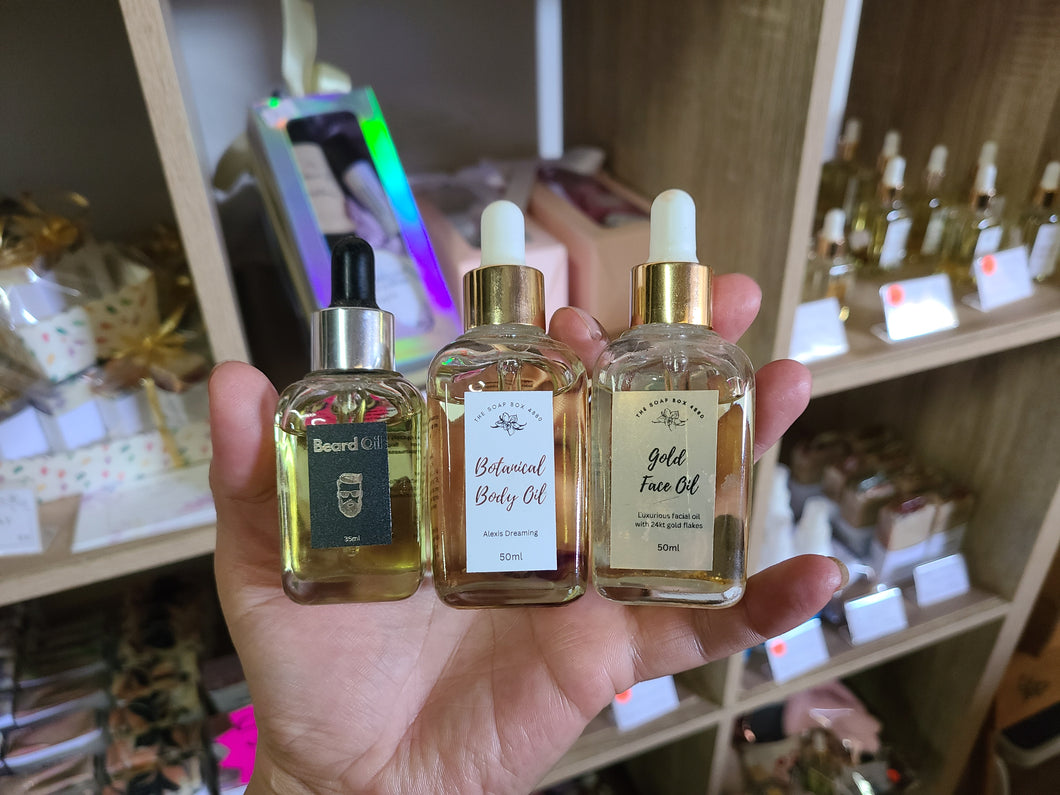 Beard Oil
35ml
THE SOAP BOX 4880
Botanical
Body Oil
Alexis Dreaming
50ml
THE SOAP BOX 4880
Gold
Face Oil
Luxurious facial oil
with 24kt gold flakes
50ml